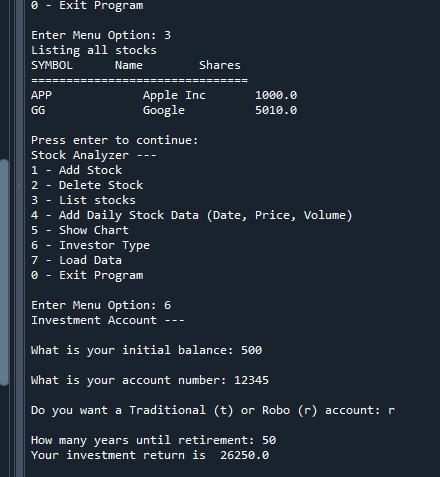 0 - Exit Program
Enter Menu Option: 3
Listing all stocks
SYMBOL      Name        Shares
===============================
APP             Apple Inc       1000.0
GG              Google          5010.0
Press enter to continue:
Stock Analyzer ---
1 - Add Stock
2 - Delete Stock
3 - List stocks
4 - Add Daily Stock Data (Date, Price, Volume)
5 - Show Chart
6 - Investor Type
7 - Load Data
0 - Exit Program
Enter Menu Option: 6
Investment Account ---
What is your initial balance: 500
What is your account number: 12345
Do you want a Traditional (t) or Robo (r) account: r
How many years until retirement: 50
Your investment return is  26250.0